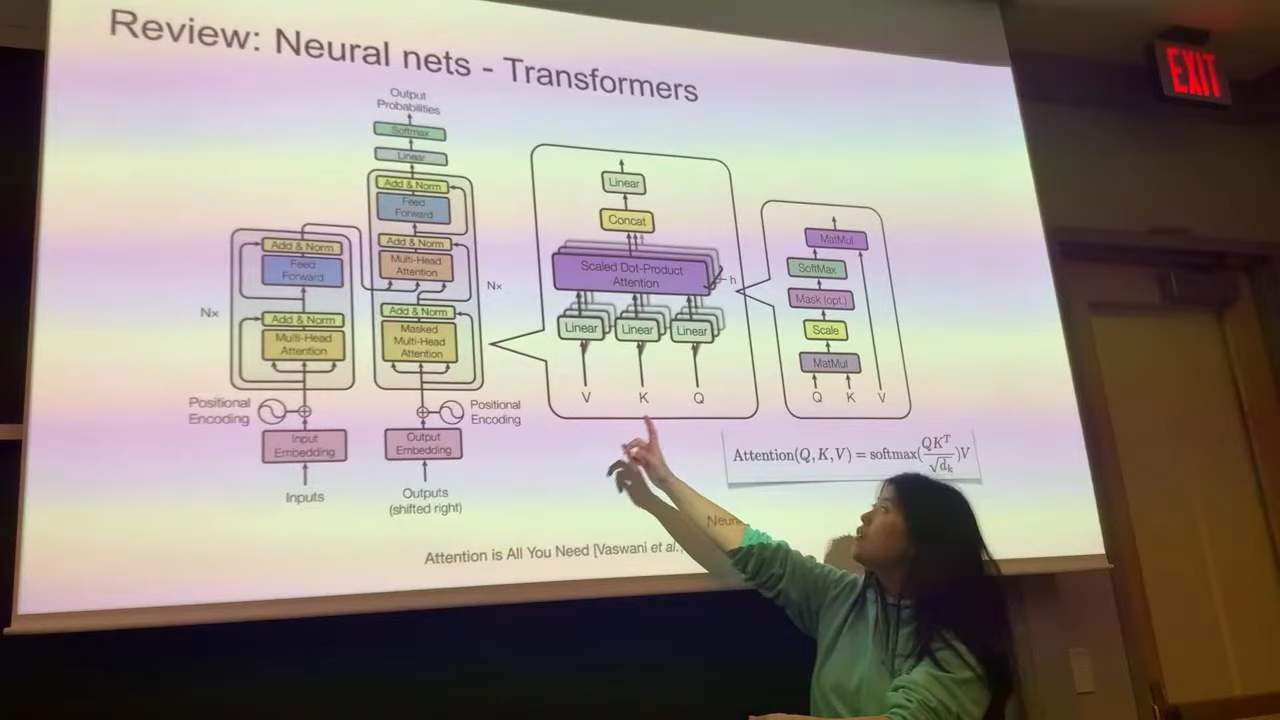 Review: Neural nets - Transformers
Output
Probabilities
Softmax
Linear
Add & Norm
Feed
Forward
Add & Norm
Multi-Head
Attention
Add & Norm
Masked
Multi-Head
Attention
Nx
Add & Norm
Feed
Forward
Nx
Add & Norm
Multi-Head
Attention
Positional
Encoding
Positional
Encoding
Input
Embedding
Output
Embedding
Inputs
Outputs
(shifted right)
Linear
Concat
Scaled Dot-Product
Attention
h
Linear
Linear
Linear
V
K
Q
MatMul
SoftMax
Mask (opt.)
Scale
MatMul
Q
K
V
Attention(Q, K, V) = softmax(QK^T/√d_k)V
Attention is All You Need [Vaswani et al.,
EXIT